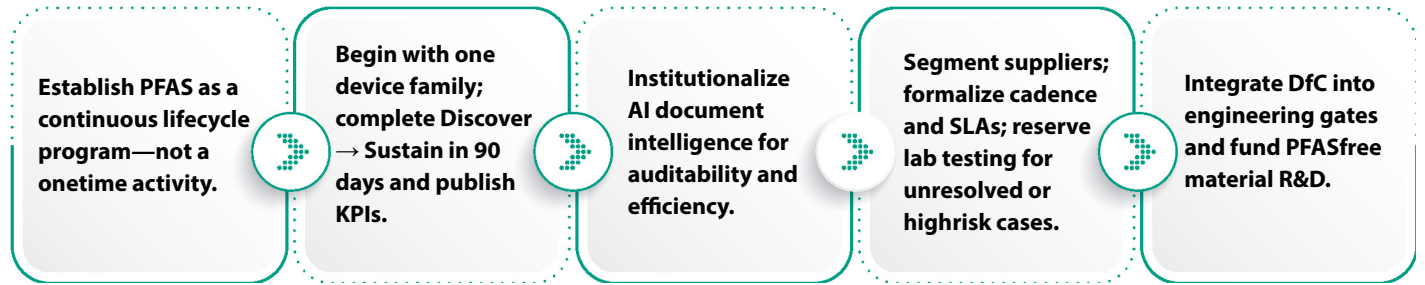 Establish PFAS as a
continuous lifecycle
program—not a
onetime activity.
Begin with one
device family;
complete Discover
→ Sustain in 90
days and publish
KPIs.
Institutionalize
AI document
intelligence for
auditability and
efficiency.
Segment suppliers;
formalize cadence
and SLAs; reserve
lab testing for
unresolved or
highrisk cases.
Integrate DfC into
engineering gates
and fund PFASfree
material R&D.